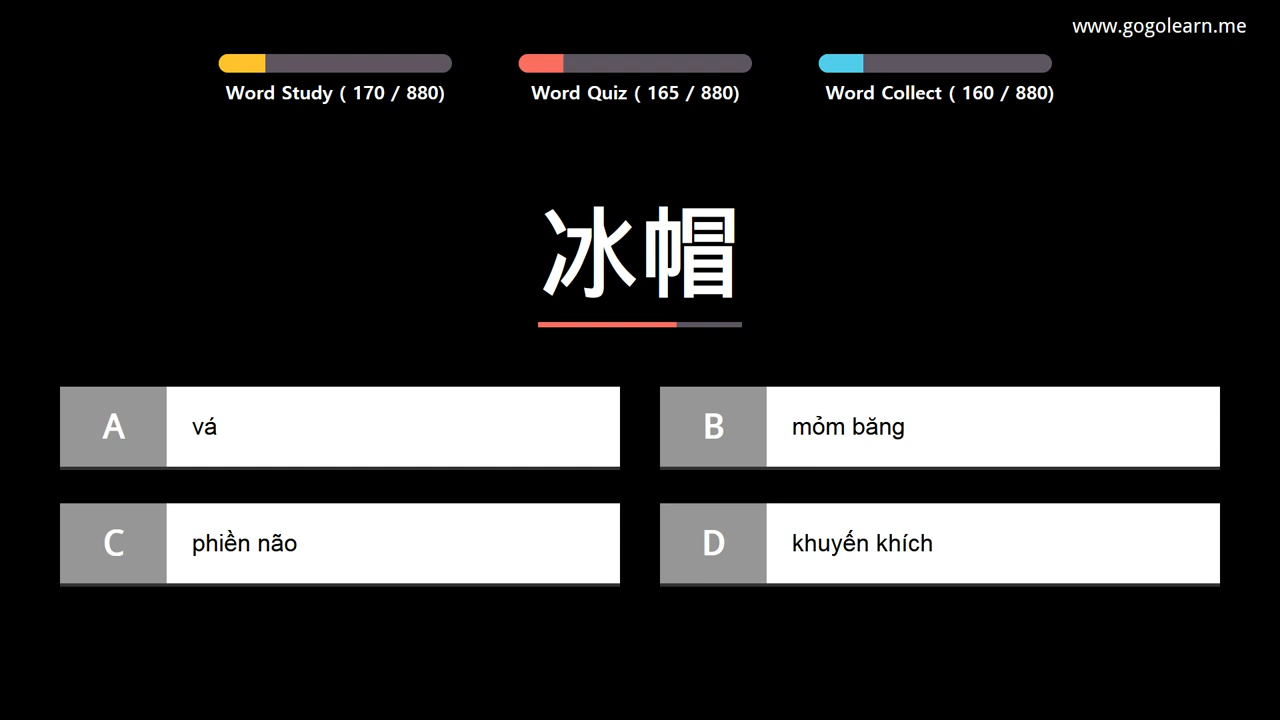 www.gogolearn.me
Word Study ( 170 / 880)
Word Quiz ( 165 / 880)
Word Collect ( 160 / 880)
冰帽
A vá
B mỏm băng
C phiền não
D khuyến khích